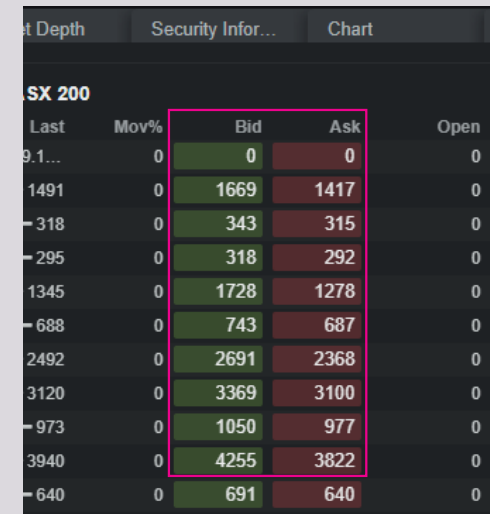 t Depth Security Infor... Chart
SX 200
Last Mov% Bid Ask Open
9.1... 0 0 0 0
1491 0 1669 1417 0
318 0 343 315 0
295 0 318 292 0
1345 0 1728 1278 0
688 0 743 687 0
2492 0 2691 2368 0
3120 0 3369 3100 0
973 0 1050 977 0
3940 0 4255 3822 0
640 0 691 640 0